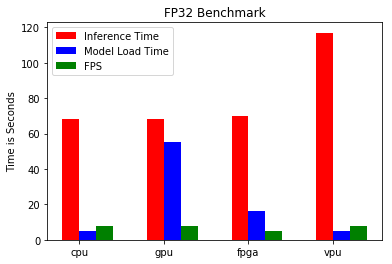 FP32 Benchmark
Inference Time
Model Load Time
FPS
Time is Seconds
120
100
80
60
40
20
0
cpu
gpu
fpga
vpu